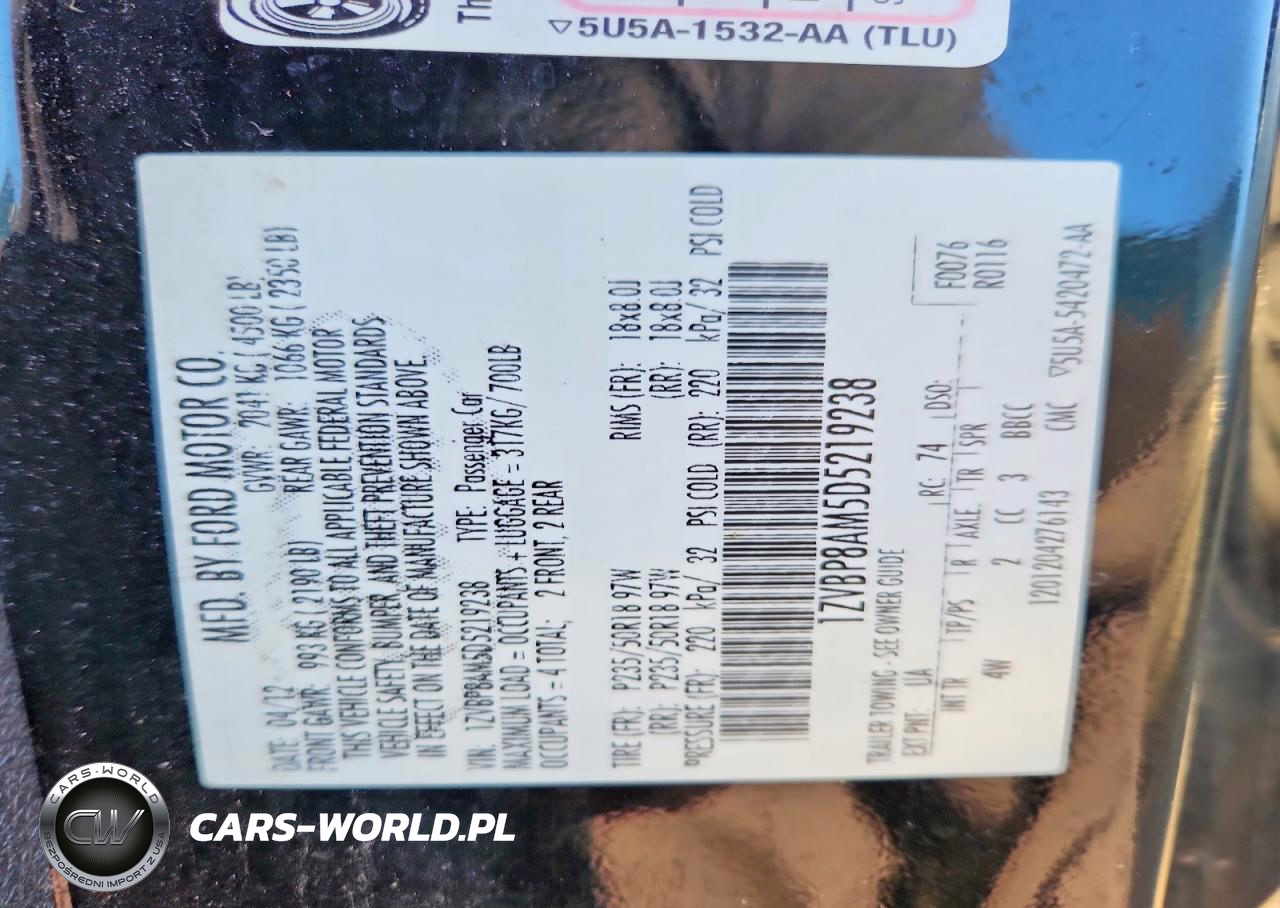 5U5A-1532-AA (TLU)
MFD. BY FORD MOTOR CO.
DATE: 04/12 GVWR: 2041 KG ( 4500 LB)
FRONT GAWR: 993 KG ( 2190 LB) REAR GAWR: 1066 KG ( 2350 LB)
THIS VEHICLE CONFORMS TO ALL APPLICABLE FEDERAL MOTOR
VEHICLE SAFETY, BUMPER, AND THEFT PREVENTION STANDARDS
IN EFFECT ON THE DATE OF MANUFACTURE SHOWN ABOVE.
VIN: 1ZVBP8AM5D5219238 TYPE: Passenger Car
MAXIMUM LOAD = OCCUPANTS + LUGGAGE = 317KG/700LB
OCCUPANTS = 4 TOTAL; 2 FRONT, 2 REAR
TIRE (FR): P235/50R18 97W RIMS (FR): 18x8.0J
(RR): P235/50R18 97W (RR): 18x8.0J
PRESSURE (FR): 220 kPa/ 32 PSI COLD (RR): 220 kPa/ 32 PSI COLD
1ZVBP8AM5D5219238
TRAILER TOWING - SEE OWNER GUIDE
EXT PNT: UA RC: 74 DSO: F0076
INT TR TP/PS R AXLE TR SPR R0116
4W 2 CC 3 BBCC
1201204276143 CMC
5U5A-5420472-AA
CARS-WORLD
CW
BEZPOŚREDNI IMPORT Z USA
CARS-WORLD.PL